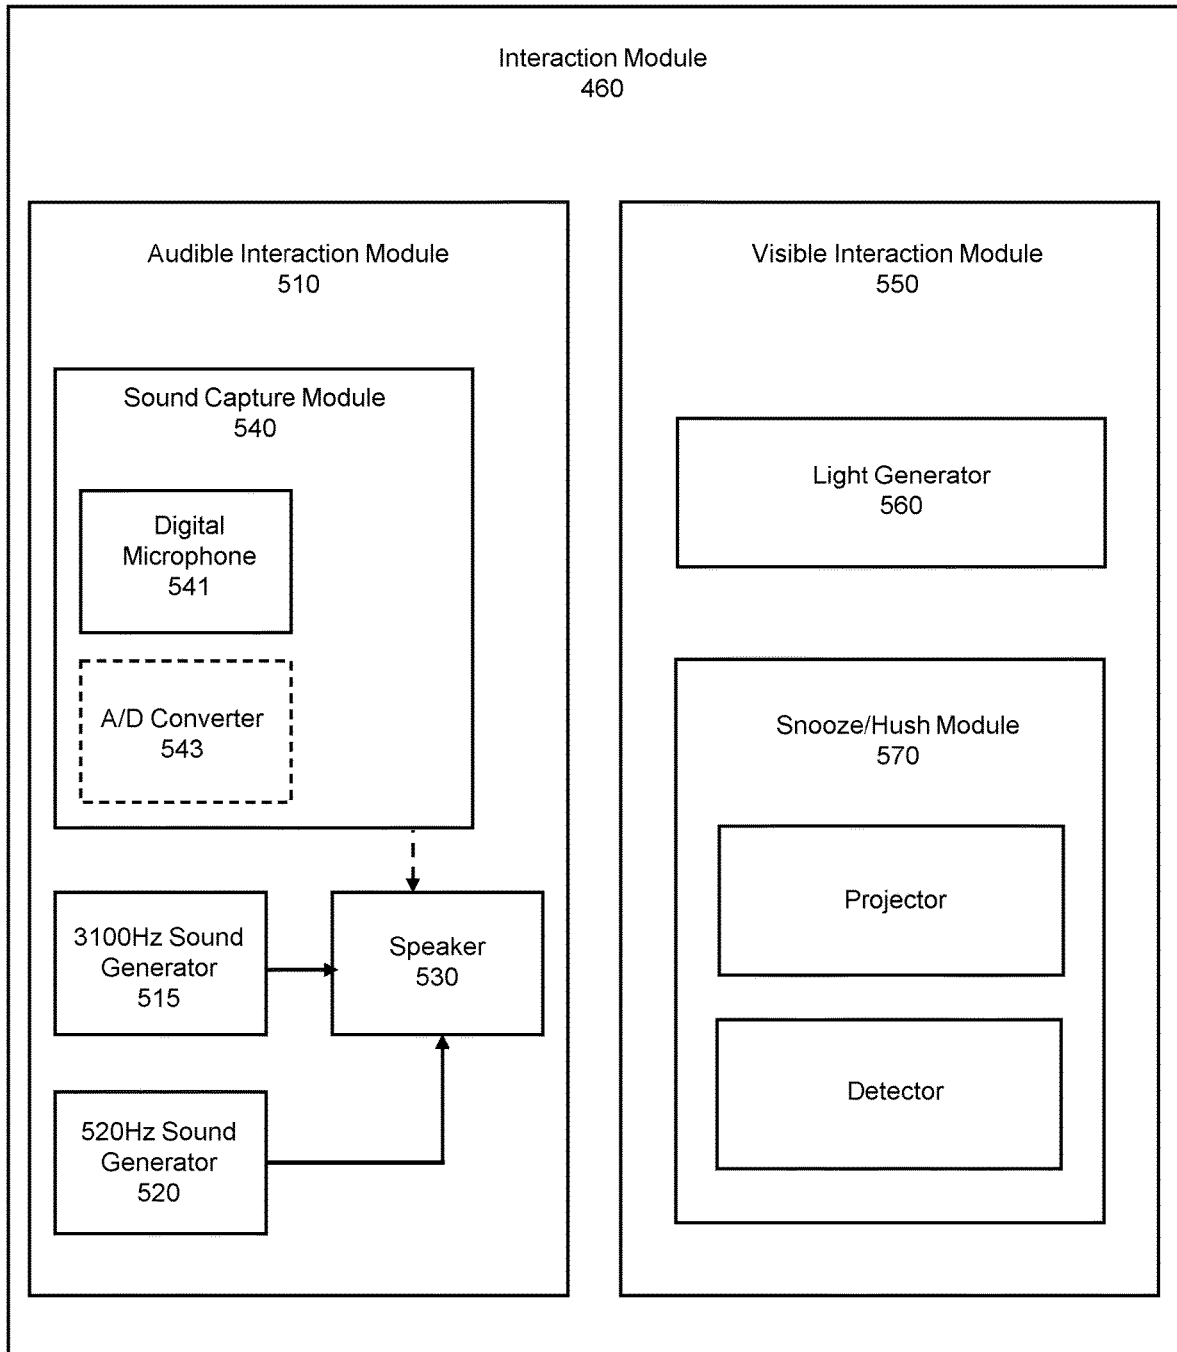 Interaction Module
460
Audible Interaction Module
510
Sound Capture Module
540
Digital
Microphone
541
A/D Converter
543
3100Hz Sound
Generator
515
Speaker
530
520Hz Sound
Generator
520
Visible Interaction Module
550
Light Generator
560
Snooze/Hush Module
570
Projector
Detector